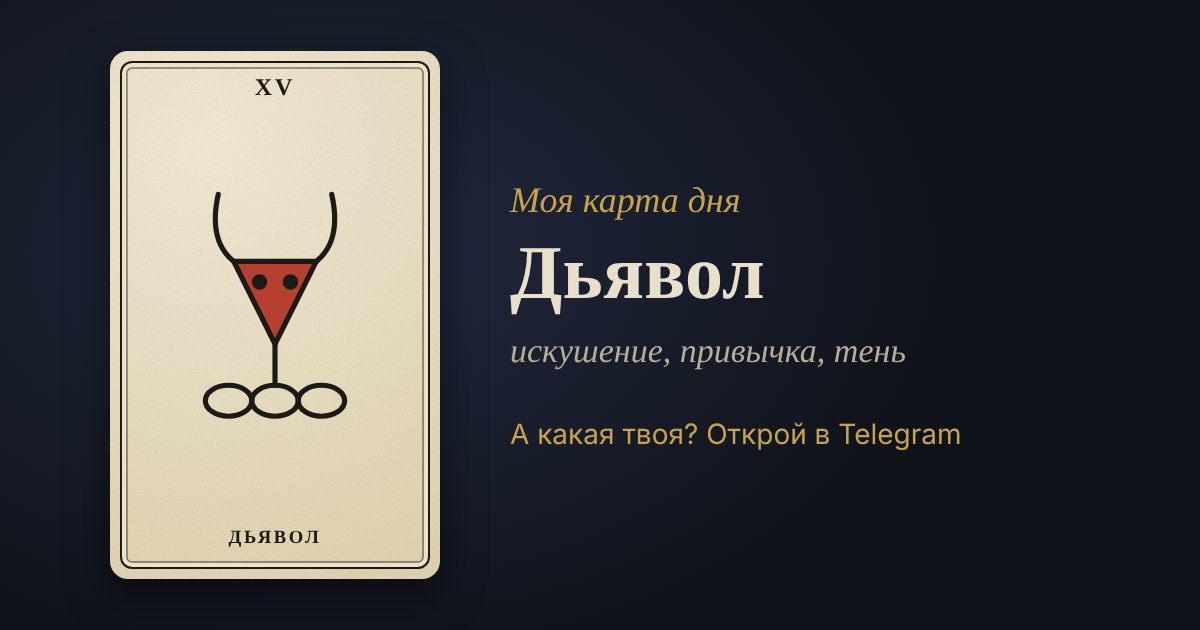 XV
ДЬЯВОЛ
Моя карта дня
Дьявол
искушение, привычка, тень
А какая твоя? Открой в Telegram